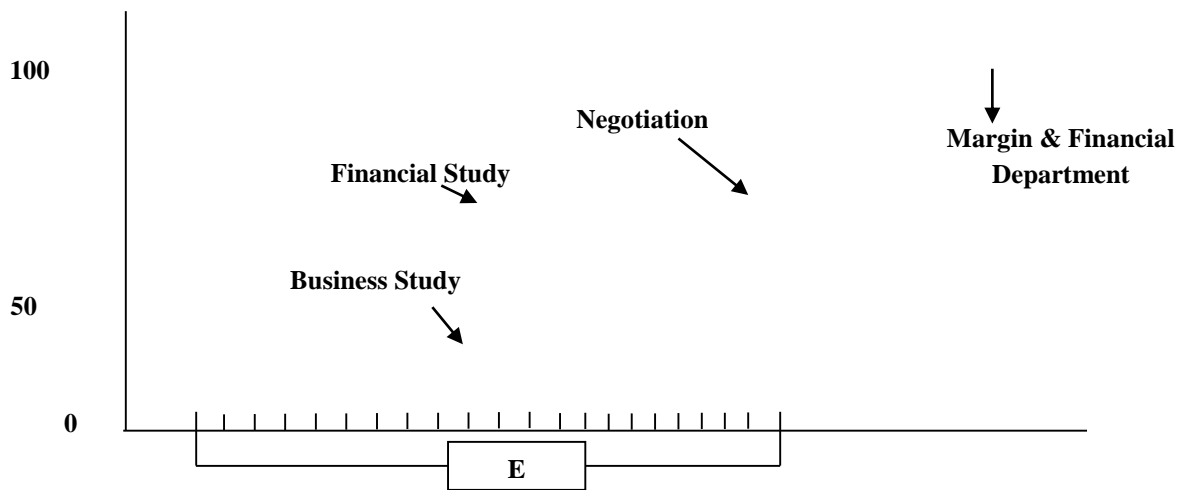 100
Negotiation
Margin & Financial
Department
Financial Study
Business Study
50
0
E